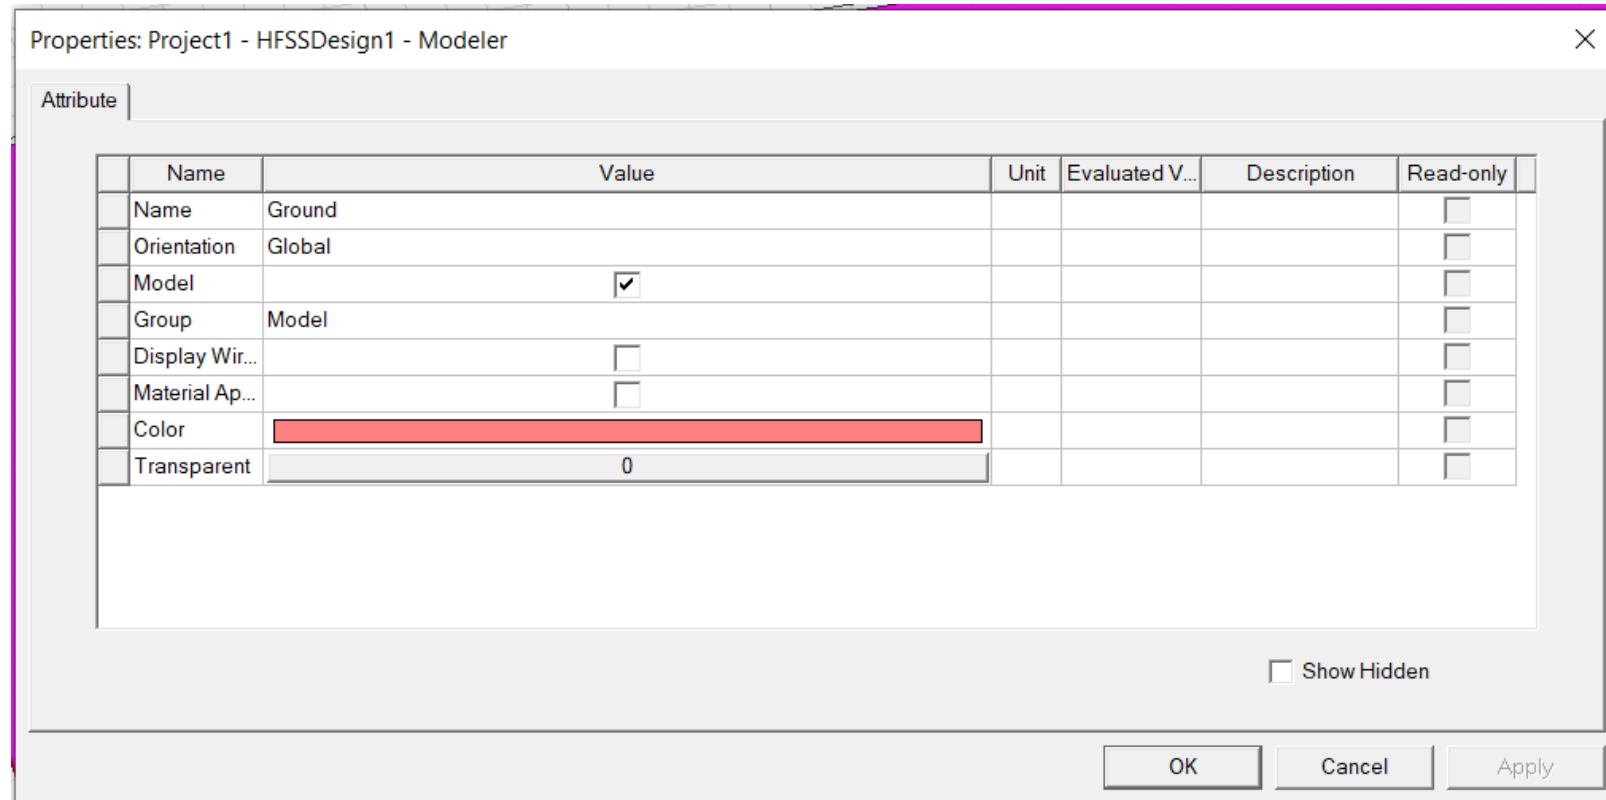 Properties: Project1 - HFSSDesign1 - Modeler
Attribute
Name Value Unit Evaluated V... Description Read-only
Name Ground
Orientation Global
Model
Group Model
Display Wir...
Material Ap...
Color
Transparent 0
Show Hidden
OK Cancel Apply